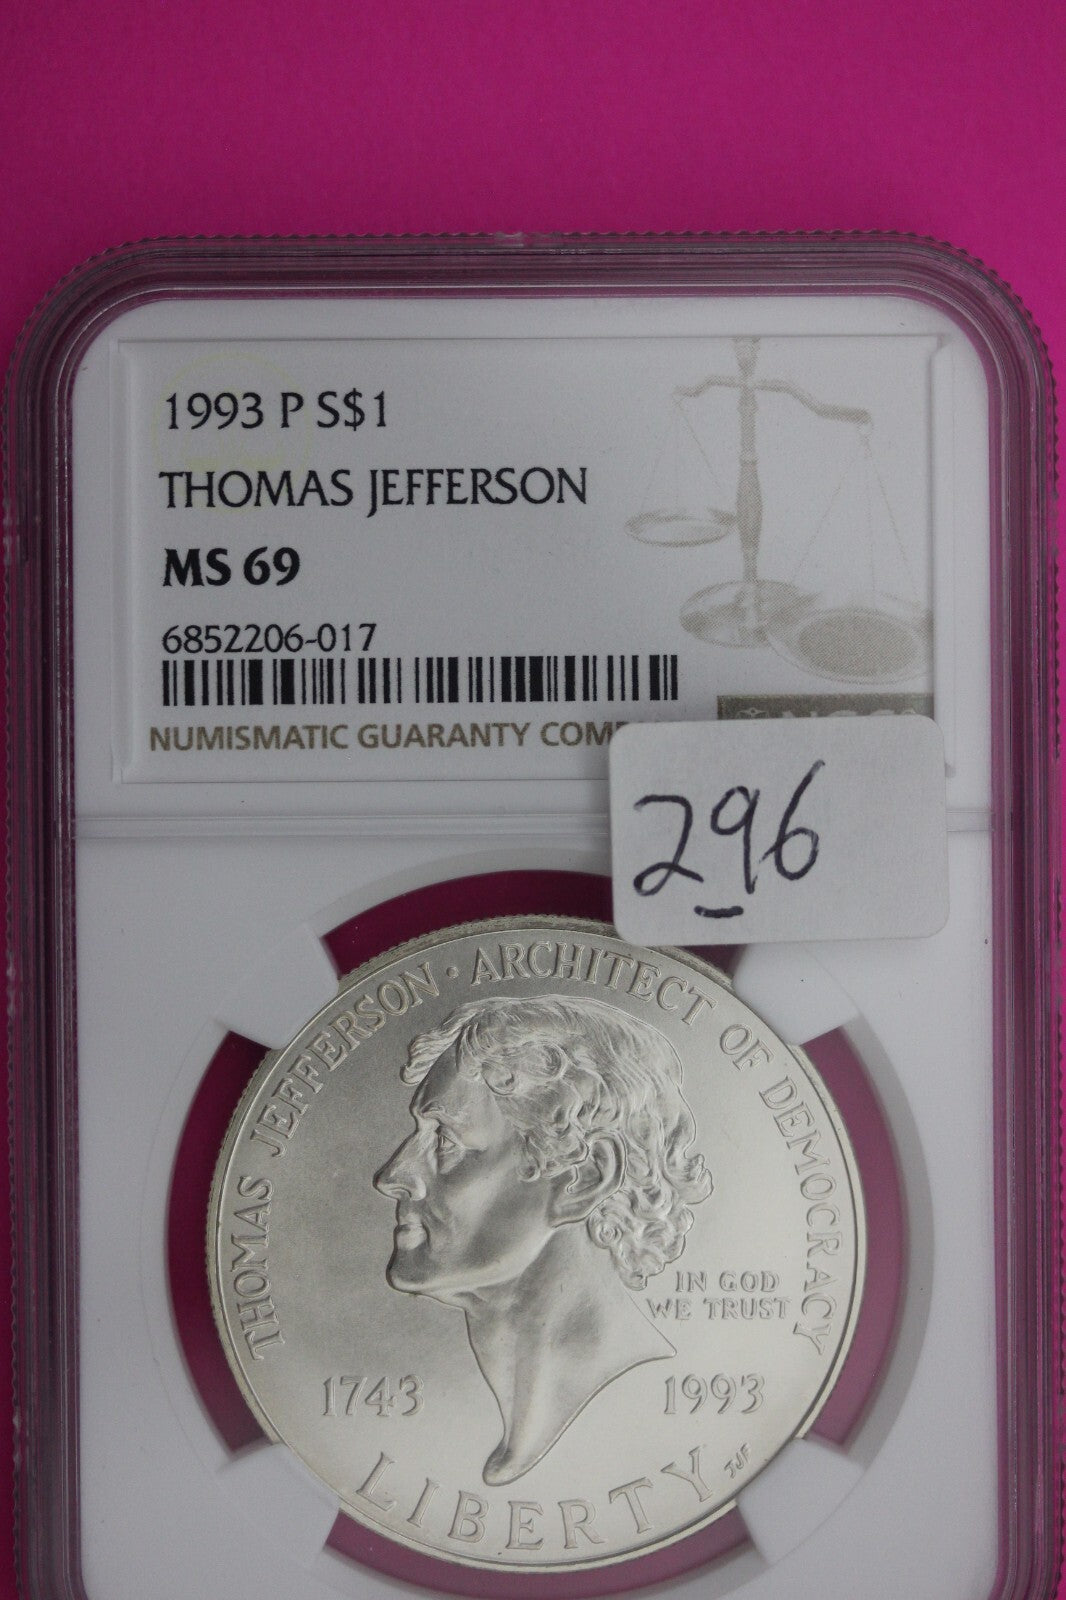 1993 P S$1
THOMAS JEFFERSON
MS 69
6852206-017
NUMISMATIC GUARANTY
296
THOMAS JEFFERSON · ARCHITECT OF DEMOCRACY
IN GOD
WE TRUST
1743 1993
JJF
LIBERTY